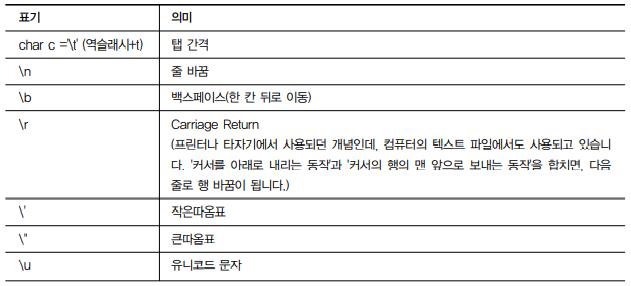 표기 의미
char c ='\t' (역슬래시+t) 탭 간격
\n 줄 바꿈
\b 백스페이스(한 칸 뒤로 이동)
\r Carriage Return
(프린터나 타자기에서 사용되던 개념인데, 컴퓨터의 텍스트 파일에서도 사용되고 있습니
다. '커서를 아래로 내리는 동작'과 '커서의 행의 맨 앞으로 보내는 동작'을 합치면, 다음
줄로 행 바꿈이 됩니다.)
\' 작은따옴표
\" 큰따옴표
\u 유니코드 문자